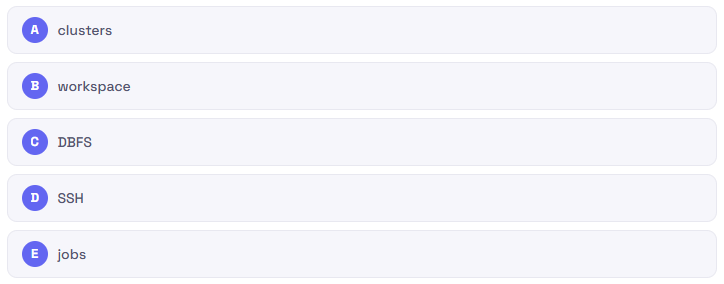 A clusters
B workspace
C DBFS
D SSH
E jobs